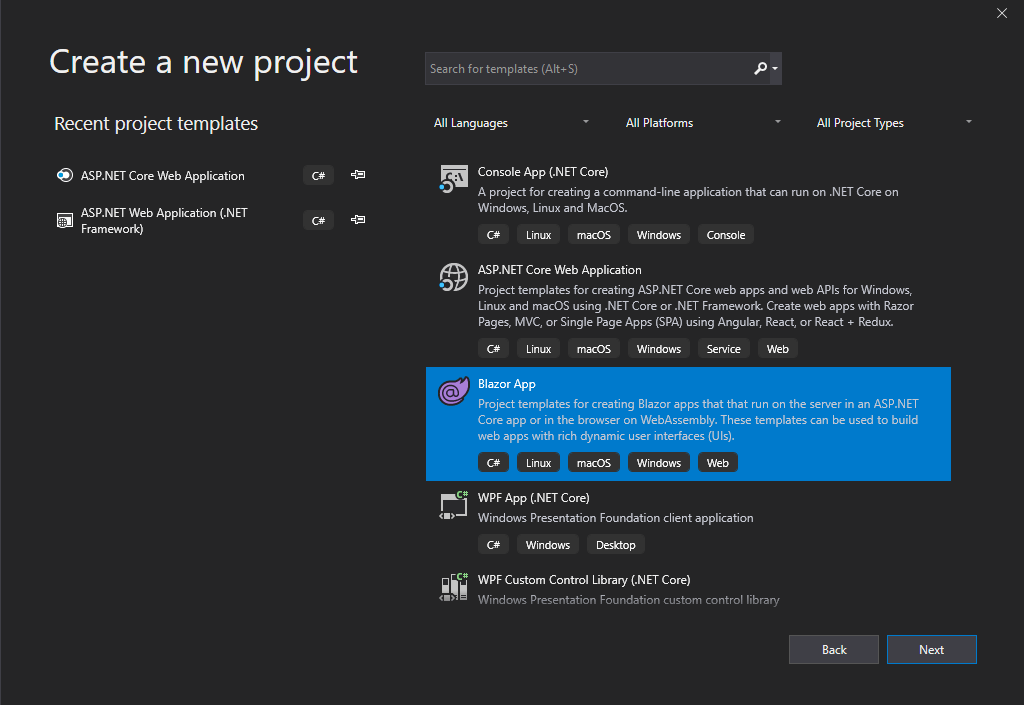 Create a new project
Search for templates (Alt+S)
Recent project templates
All Languages
All Platforms
All Project Types
ASP.NET Core Web Application
C#
ASP.NET Web Application (.NET
Framework)
C#
Console App (.NET Core)
A project for creating a command-line application that can run on .NET Core on
Windows, Linux and MacOS.
C# Linux macOS Windows Console
ASP.NET Core Web Application
Project templates for creating ASP.NET Core web apps and web APIs for Windows,
Linux and macOS using .NET Core or .NET Framework. Create web apps with Razor
Pages, MVC, or Single Page Apps (SPA) using Angular, React, or React + Redux.
C# Linux macOS Windows Service Web
Blazor App
Project templates for creating Blazor apps that that run on the server in an ASP.NET
Core app or in the browser on WebAssembly. These templates can be used to build
web apps with rich dynamic user interfaces (UIs).
C# Linux macOS Windows Web
WPF App (.NET Core)
Windows Presentation Foundation client application
C# Windows Desktop
WPF Custom Control Library (.NET Core)
Windows Presentation Foundation custom control library
Back
Next